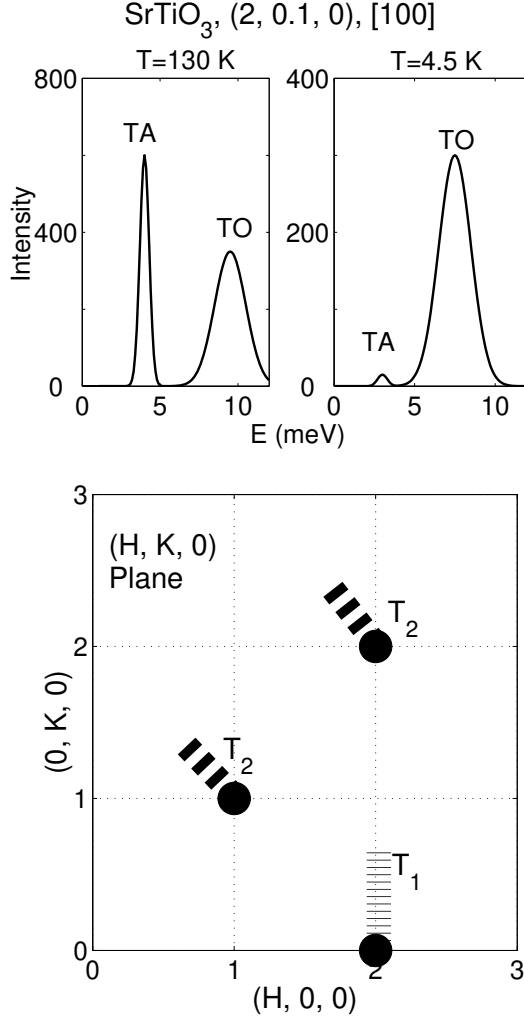 SrTiO₃, (2, 0.1, 0), [100]
T=130 K
T=4.5 K
800
400
0
Intensity
TA
TO
0
5
10
400
200
0
TA
TO
0
5
10
E (meV)
3
2
1
0
(0, K, 0)
(H, K, 0)
Plane
T₂
T₂
T₁
0
1
2
3
(H, 0, 0)